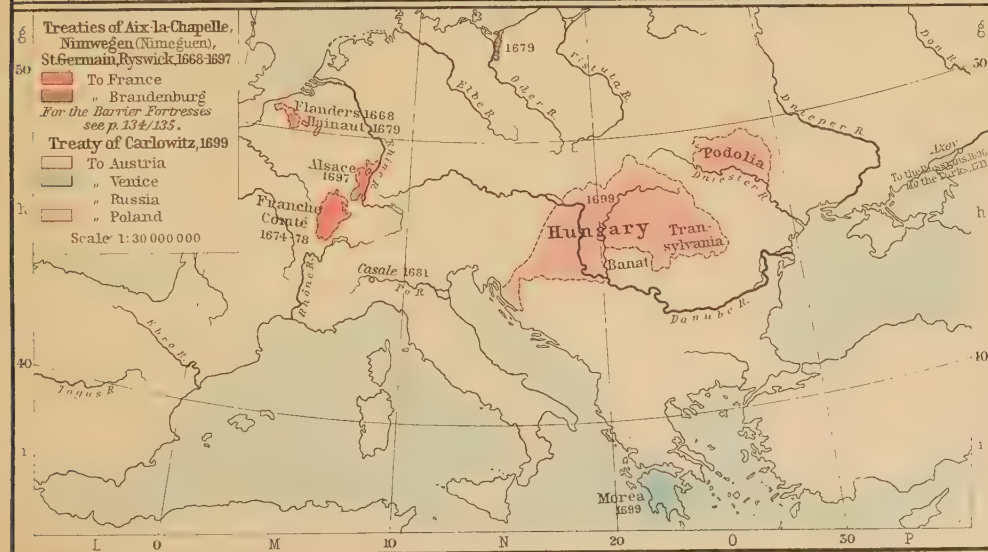 Treaties of Aix-la-Chapelle,
Nimwegen (Nimeguen),
St.Germain, Ryswick, 1668-1697
To France
" Brandenburg
For the Barrier Fortresses
see p. 134/135.
Treaty of Carlowitz, 1699
To Austria
" Venice
" Russia
" Poland
Scale 1:30 000 000
g
50
h
40
i
1679
Elbe R.
Oder R.
Vistula R.
Dnieper R.
Don R.
g
50
Flanders 1668
Hainaut 1679
Rhine R.
Alsace
1697
Franche
Comté
1674-78
Podolia
Dniester R.
Azov
To the Russians, 1696
to the Turks, 1711
h
1699
Hungary
Tran-
sylvania
Banat
Casale 1681
Po R.
Rhône R.
Danube R.
Ebro R.
Tagus R.
40
i
Morea
1699
L
0
M
10
N
20
O
30
P